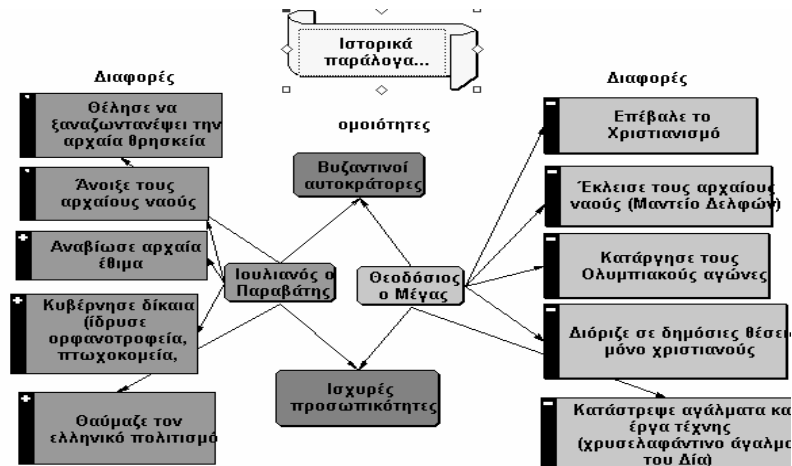 Ιστορικά
παράλογα...
Διαφορές
Θέλησε να
ξαναζωντανέψει την
αρχαία θρησκεία
Άνοιξε τους
αρχαίους ναούς
Αναβίωσε αρχαία
έθιμα
Κυβέρνησε δίκαια
(ίδρυσε
ορφανοτροφεία,
πτωχοκομεία,
Θαύμαζε τον
ελληνικό πολιτισμό
ομοιότητες
Βυζαντινοί
αυτοκράτορες
Ιουλιανός ο
Παραβάτης
Θεοδόσιος
ο Μέγας
Ισχυρές
προσωπικότητες
Διαφορές
Επέβαλε το
Χριστιανισμό
Έκλεισε τους αρχαίους
ναούς (Μαντείο Δελφών)
Κατάργησε τους
Ολυμπιακούς αγώνες
Διόριζε σε δημόσιες θέσεις
μόνο χριστιανούς
Κατάστρεψε αγάλματα κα
έργα τέχνης
(χρυσελαφάντινο άγαλμα
του Δία)